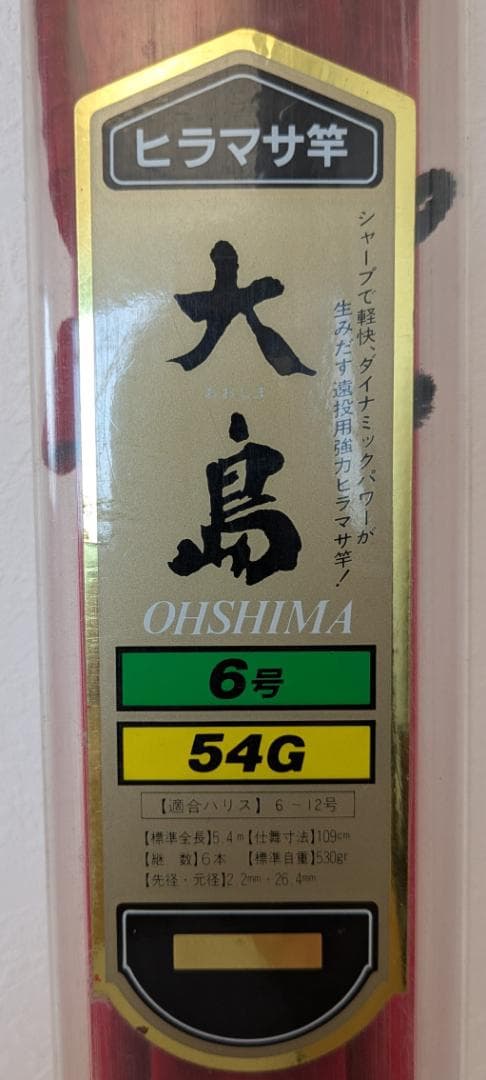 ヒラマサ竿
シャープで軽快、ダイナミックパワーが
生みだす遠投用強力ヒラマサ竿!
大島
おおしま
OHSHIMA
6号
54G
【適合ハリス】 6-12号
【標準全長】5.4m【仕舞寸法】109cm
【継 数】6本 【標準自重】530gr
【先径・元径】2.2mm・26.4mm